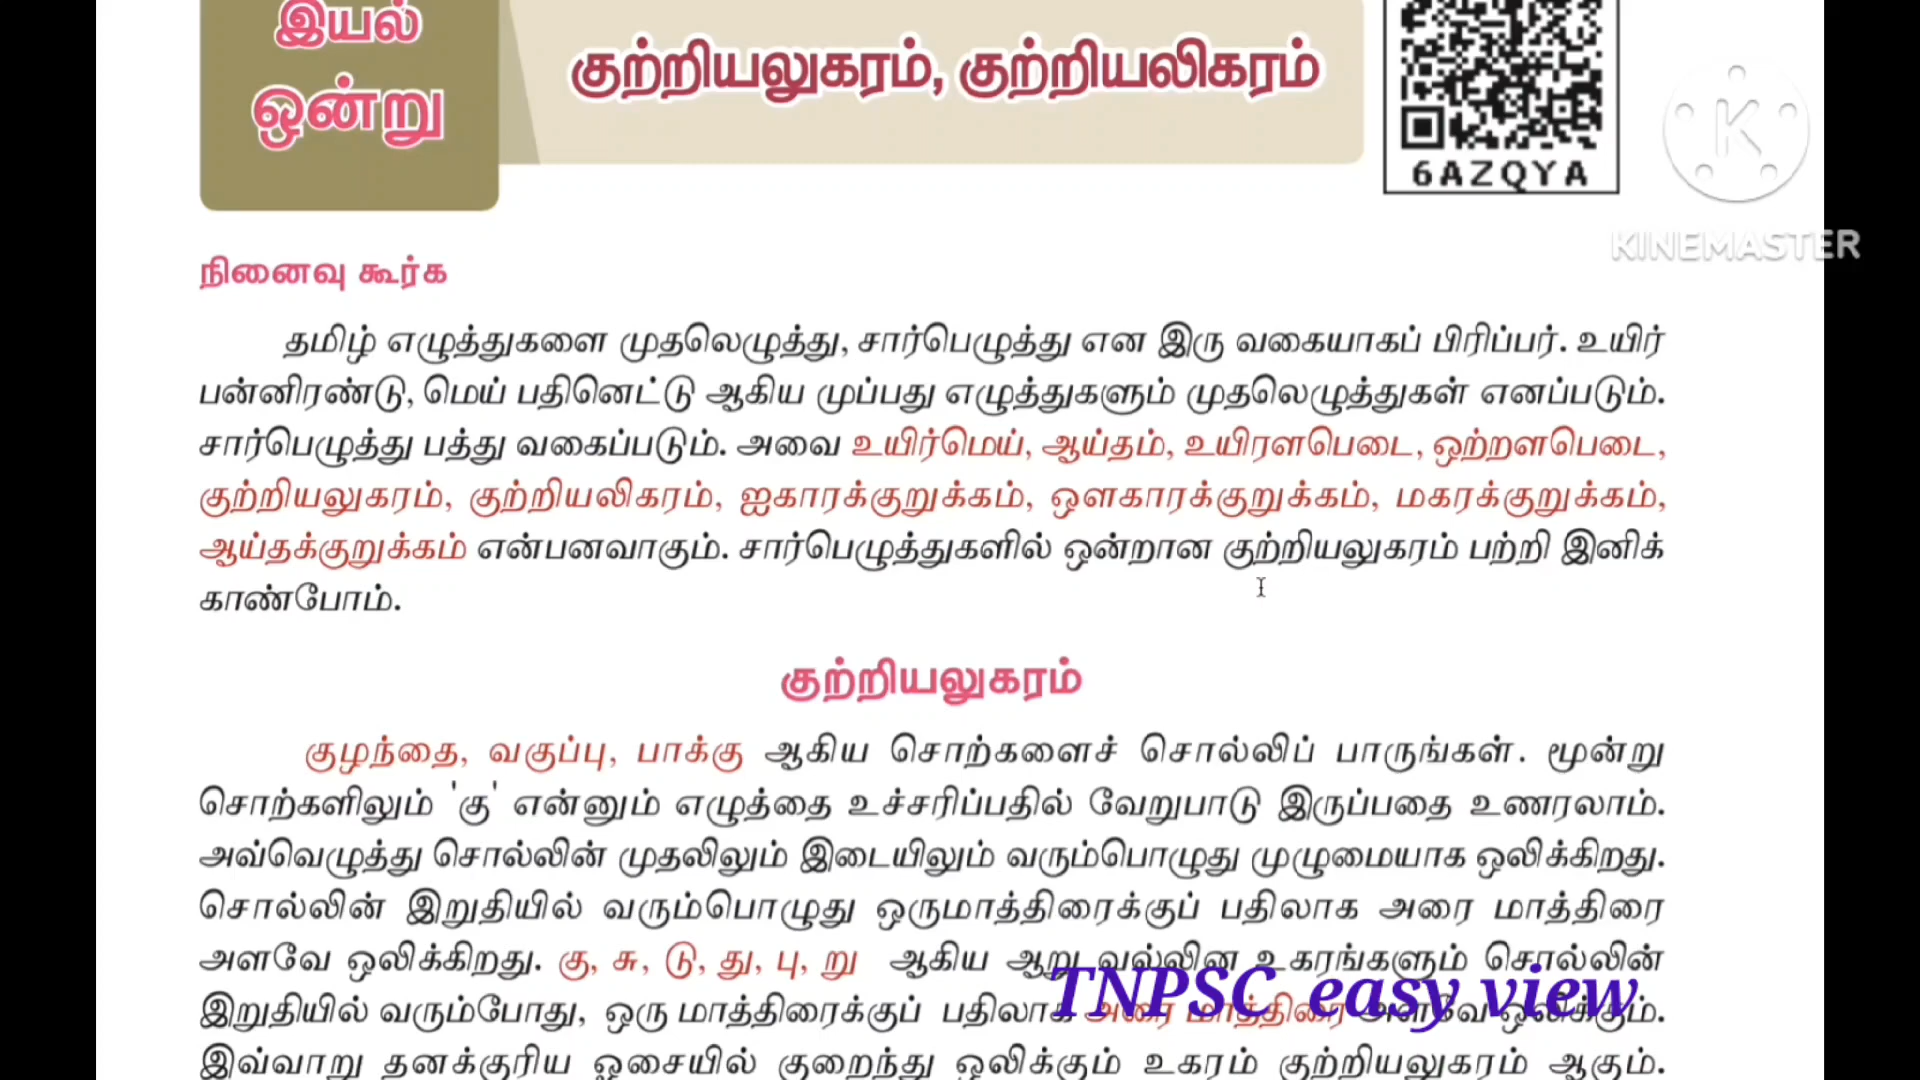 இயல்
ஒன்று
குற்றியலுகரம், குற்றியலிகரம்
6AZQYA
KINEMASTER
நினைவு கூர்க
தமிழ் எழுத்துகளை முதலெழுத்து, சார்பெழுத்து என இரு வகையாகப் பிரிப்பர். உயிர்
பன்னிரண்டு, மெய் பதினெட்டு ஆகிய முப்பது எழுத்துகளும் முதலெழுத்துகள் எனப்படும்.
சார்பெழுத்து பத்து வகைப்படும். அவை உயிர்மெய், ஆய்தம், உயிரளபெடை, ஒற்றளபெடை,
குற்றியலுகரம், குற்றியலிகரம், ஐகாரக்குறுக்கம், ஔகாரக்குறுக்கம், மகரக்குறுக்கம்,
ஆய்தக்குறுக்கம் என்பனவாகும். சார்பெழுத்துகளில் ஒன்றான குற்றியலுகரம் பற்றி இனிக்
காண்போம்.
குற்றியலுகரம்
குழந்தை, வகுப்பு, பாக்கு ஆகிய சொற்களைச் சொல்லிப் பாருங்கள். மூன்று
சொற்களிலும் 'கு' என்னும் எழுத்தை உச்சரிப்பதில் வேறுபாடு இருப்பதை உணரலாம்.
அவ்வெழுத்து சொல்லின் முதலிலும் இடையிலும் வரும்பொழுது முழுமையாக ஒலிக்கிறது.
சொல்லின் இறுதியில் வரும்பொழுது ஒருமாத்திரைக்குப் பதிலாக அரை மாத்திரை
அளவே ஒலிக்கிறது. கு, சு, டு, து, பு, று ஆகிய ஆறு வல்லின உகரங்களும் சொல்லின்
இறுதியில் வரும்போது, ஒரு மாத்திரைக்குப் பதிலாக அரை மாத்திரை அளவே ஒலிக்கும்.
TNPSC easy view
இவ்வாறு தனக்குரிய ஓசையில் குறைந்து ஒலிக்கும் உகரம் குற்றியலுகரம் ஆகும்.